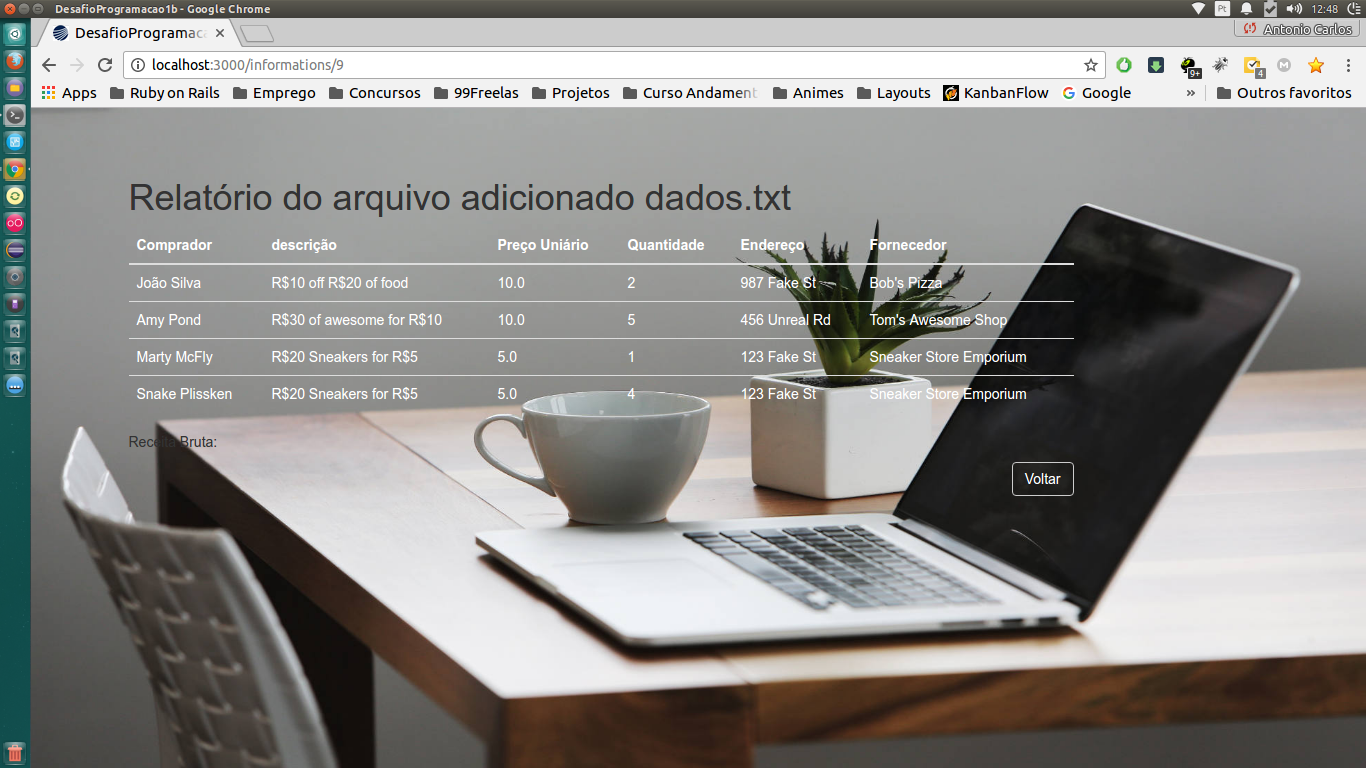 DesafioProgramacao1b - Google Chrome
Pt
12:48
DesafioProgramac
Antonio Carlos
localhost:3000/informations/9
9+
4
Apps Ruby on Rails Emprego Concursos 99Freelas Projetos Curso Andament Animes Layouts KanbanFlow Google » Outros favoritos
Relatório do arquivo adicionado dados.txt
Comprador descrição Preço Uniário Quantidade Endereço Fornecedor
João Silva R$10 off R$20 of food 10.0 2 987 Fake St Bob's Pizza
Amy Pond R$30 of awesome for R$10 10.0 5 456 Unreal Rd Tom's Awesome Shop
Marty McFly R$20 Sneakers for R$5 5.0 1 123 Fake St Sneaker Store Emporium
Snake Plissken R$20 Sneakers for R$5 5.0 4 123 Fake St Sneaker Store Emporium
Receita Bruta:
Voltar